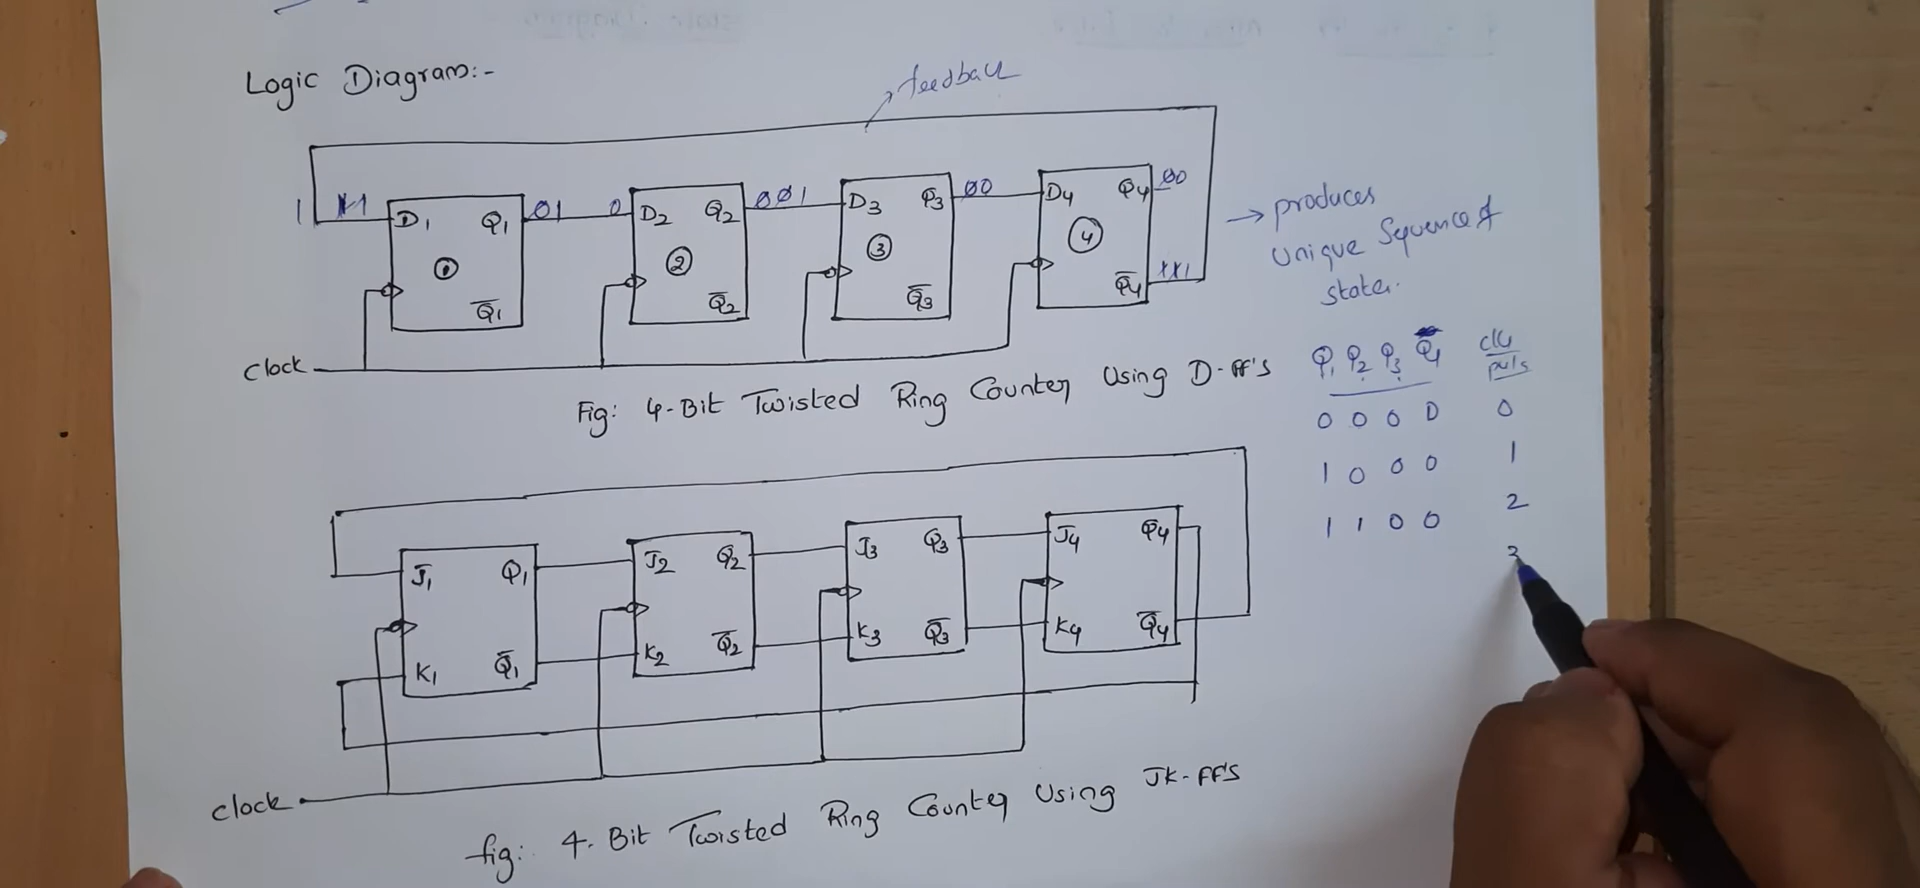 Logic Diagram:-
feedback
1 1 D1 Q1 01 0 D2 Q2 001 D3 Q3 00 D4 Q4 00
① ② ③ ④
Q̅1 Q̅2 Q̅3 Q̅4 XX1
Clock
→ produces
Unique Sequence of
states.
Fig: 4-Bit Twisted Ring Counter Using D-FF'S
Q1 Q2 Q3 Q4 clk
puls
0 0 0 0 0
1 0 0 0 1
1 1 0 0 2
3
J1 Q1 J2 Q2 J3 Q3 J4 Q4
K1 Q̅1 K2 Q̅2 K3 Q̅3 K4 Q̅4
Clock
fig: 4-Bit Twisted Ring Counter Using JK-FF'S